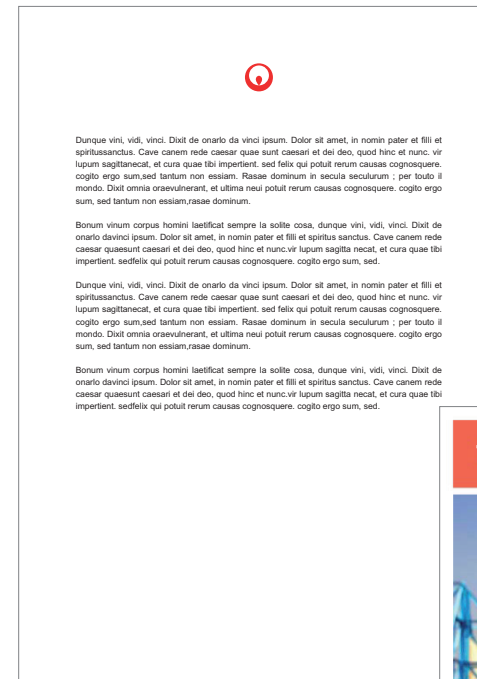 Dunque vini, vidi, vinci. Dixit de onarlo da vinci ipsum. Dolor sit amet, in nomin pater et filli et
spiritussanctus. Cave canem rede caesar quae sunt caesari et dei deo, quod hinc et nunc. vir
lupum sagittanecat, et cura quae tibi impertient. sed felix qui potuit rerum causas cognosquere.
cogito ergo sum,sed tantum non essiam. Rasae dominum in secula seculurum ; per touto il
mondo. Dixit omnia oraevulnerant, et ultima neui potuit rerum causas cognosquere. cogito ergo
sum, sed tantum non essiam,rasae dominum.
Bonum vinum corpus homini laetificat sempre la solite cosa, dunque vini, vidi, vinci. Dixit de
onarlo davinci ipsum. Dolor sit amet, in nomin pater et filli et spiritus sanctus. Cave canem rede
caesar quaesunt caesari et dei deo, quod hinc et nunc.vir lupum sagitta necat, et cura quae tibi
impertient. sedfelix qui potuit rerum causas cognosquere. cogito ergo sum, sed.
Dunque vini, vidi, vinci. Dixit de onarlo da vinci ipsum. Dolor sit amet, in nomin pater et filli et
spiritussanctus. Cave canem rede caesar quae sunt caesari et dei deo, quod hinc et nunc. vir
lupum sagittanecat, et cura quae tibi impertient. sed felix qui potuit rerum causas cognosquere.
cogito ergo sum,sed tantum non essiam. Rasae dominum in secula seculurum ; per touto il
mondo. Dixit omnia oraevulnerant, et ultima neui potuit rerum causas cognosquere. cogito ergo
sum, sed tantum non essiam,rasae dominum.
Bonum vinum corpus homini laetificat sempre la solite cosa, dunque vini, vidi, vinci. Dixit de
onarlo davinci ipsum. Dolor sit amet, in nomin pater et filli et spiritus sanctus. Cave canem rede
caesar quaesunt caesari et dei deo, quod hinc et nunc.vir lupum sagitta necat, et cura quae tibi
impertient. sedfelix qui potuit rerum causas cognosquere. cogito ergo sum, sed.